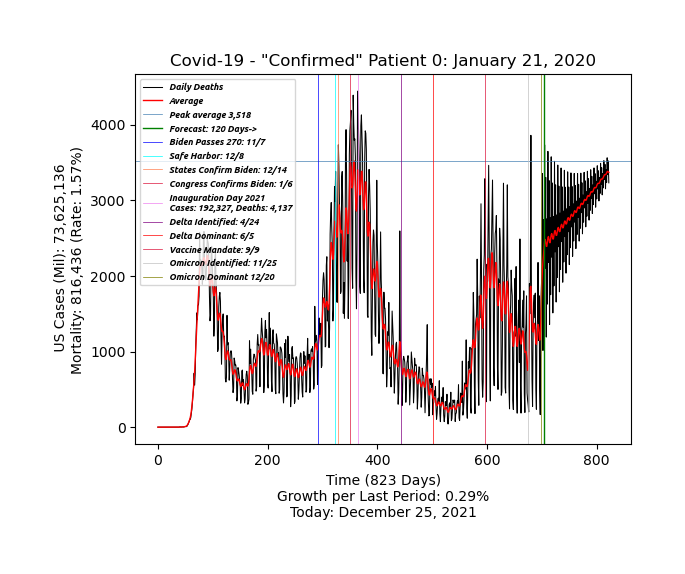 Covid-19 - "Confirmed" Patient 0: January 21, 2020
Daily Deaths
Average
Peak average 3,518
Forecast: 120 Days->
Biden Passes 270: 11/7
Safe Harbor: 12/8
States Confirm Biden: 12/14
Congress Confirms Biden: 1/6
Inauguration Day 2021
Cases: 192,327, Deaths: 4,137
Delta Identified: 4/24
Delta Dominant: 6/5
Vaccine Mandate: 9/9
Omicron Identified: 11/25
Omicron Dominant 12/20
US Cases (Mil): 73,625,136
Mortality: 816,436 (Rate: 1.57%)
4000
3000
2000
1000
0
0 200 400 600 800
Time (823 Days)
Growth per Last Period: 0.29%
Today: December 25, 2021